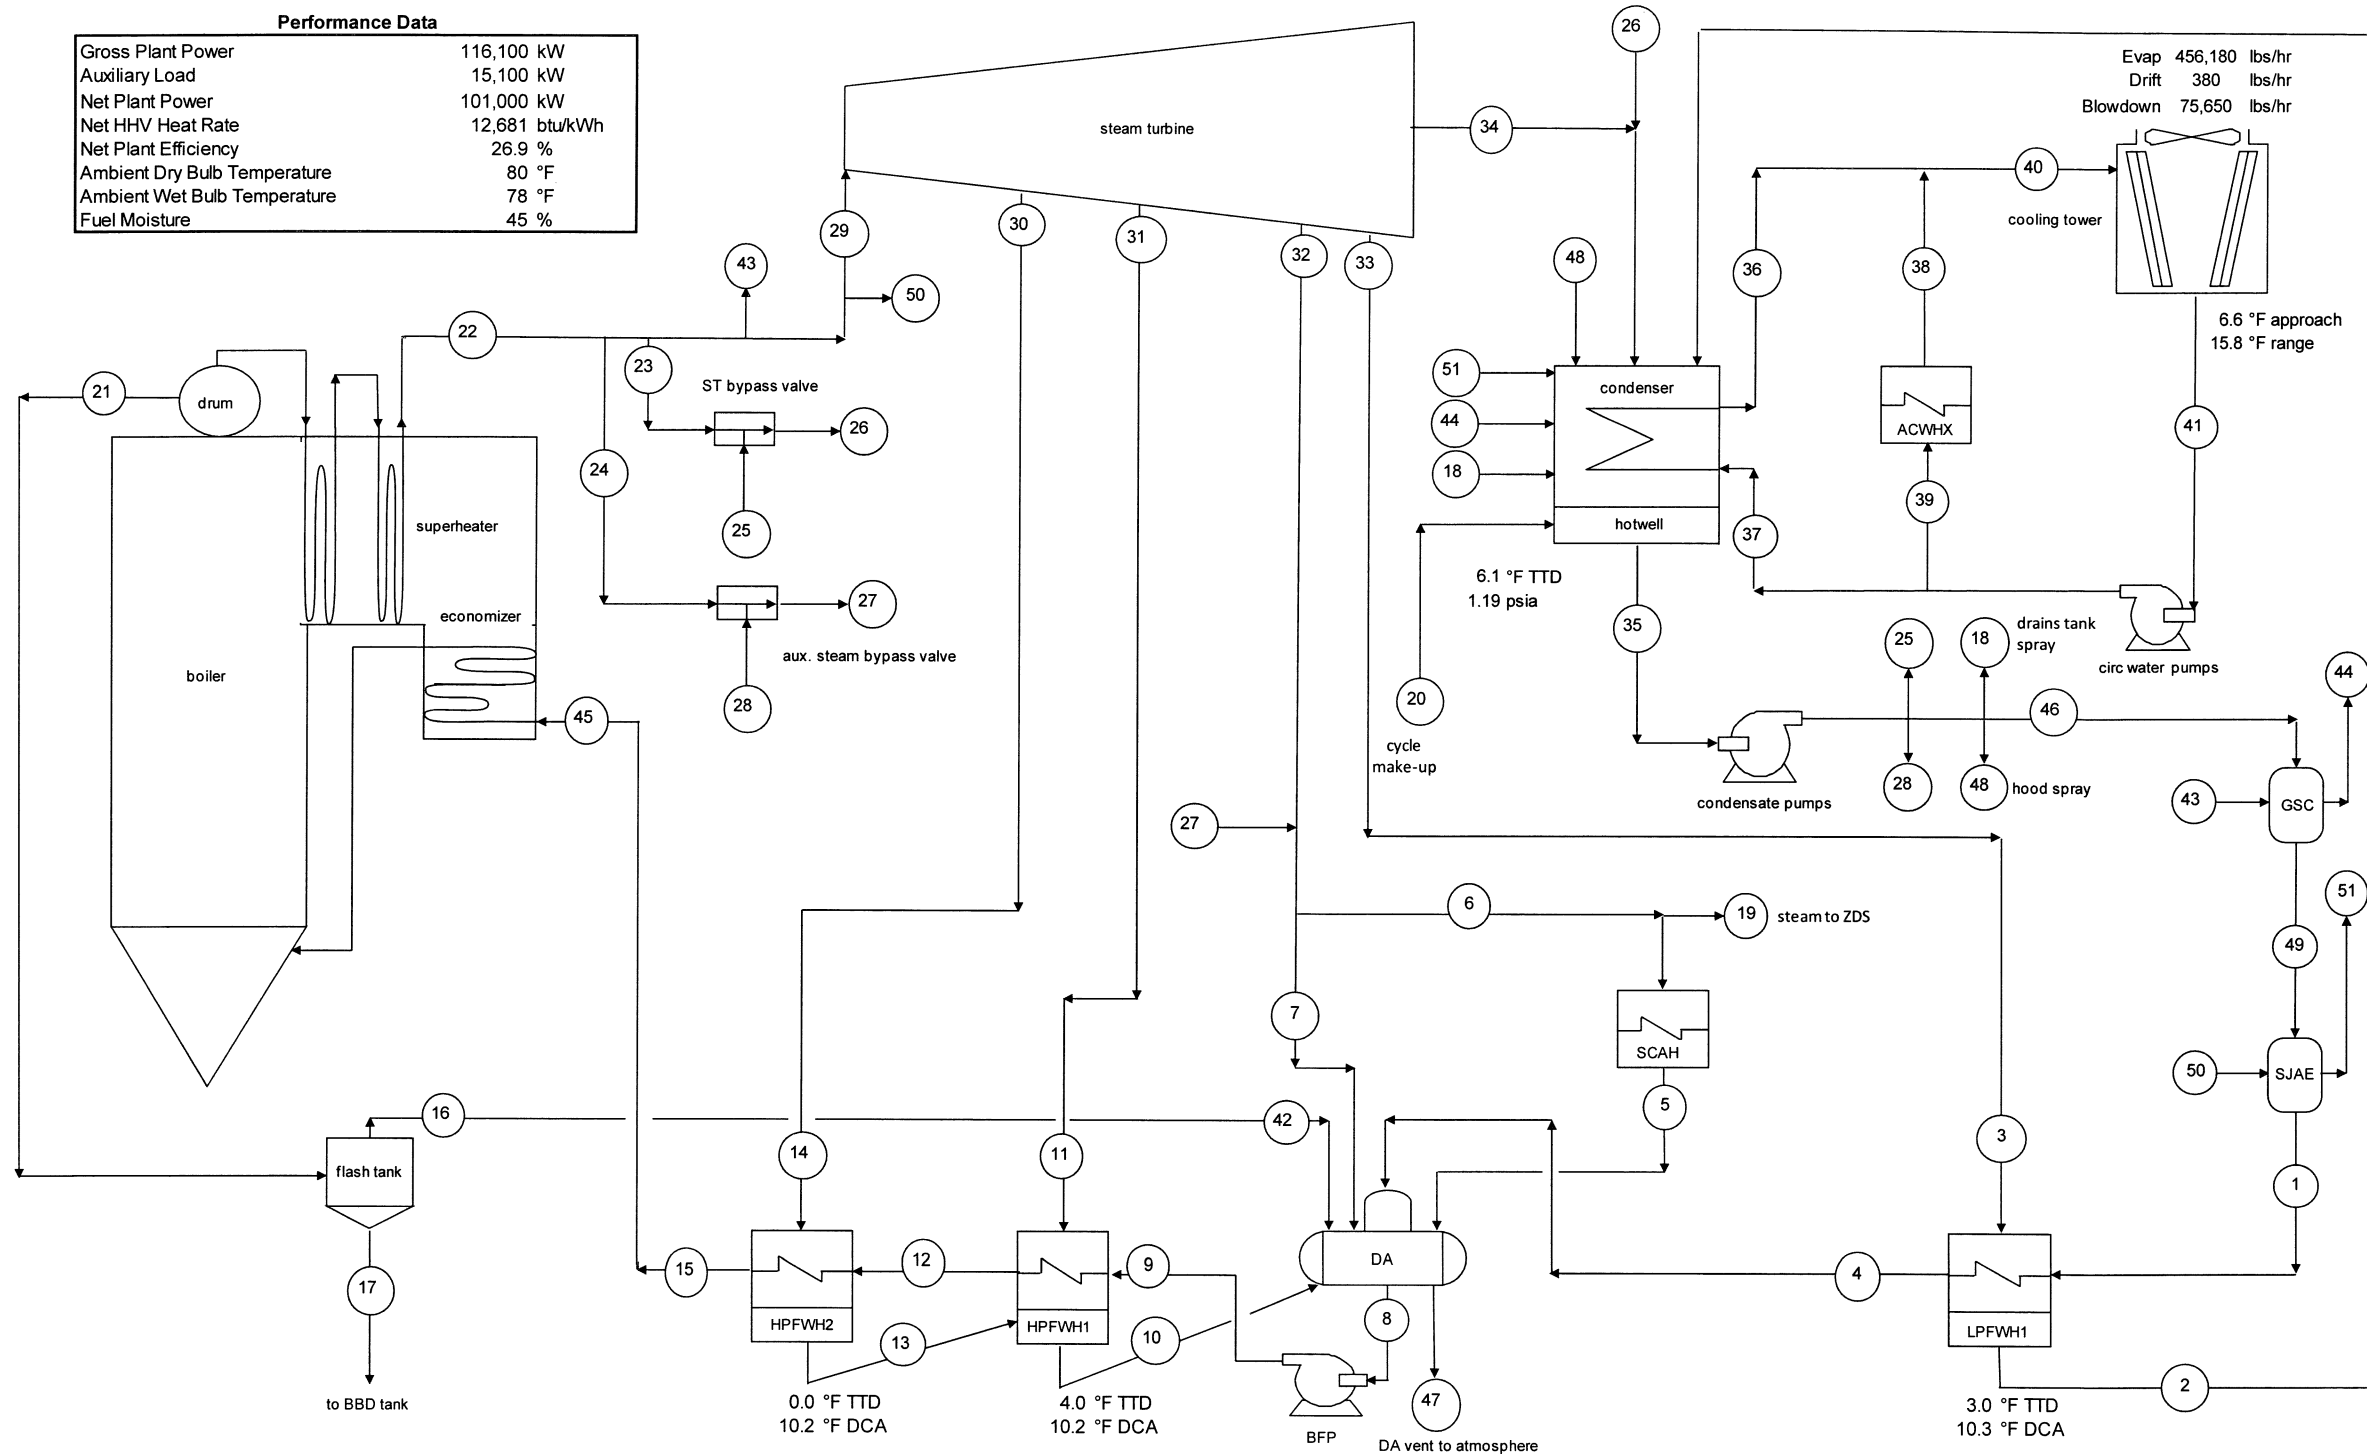 Performance Data
Gross Plant Power 116,100 kW
Auxiliary Load 15,100 kW
Net Plant Power 101,000 kW
Net HHV Heat Rate 12,681 btu/kWh
Net Plant Efficiency 26.9 %
Ambient Dry Bulb Temperature 80 °F
Ambient Wet Bulb Temperature 78 °F
Fuel Moisture 45 %
26
Evap 456,180 lbs/hr
Drift 380 lbs/hr
Blowdown 75,650 lbs/hr
steam turbine
34
40
cooling tower
29
30
31
32
33
43
50
48
36
38
6.6 °F approach
15.8 °F range
22
23
ST bypass valve
21
drum
51
condenser
44
ACWHX
41
26
24
18
superheater
25
39
hotwell
37
6.1 °F TTD
1.19 psia
economizer
27
aux. steam bypass valve
35
25
18
drains tank
spray
circ water pumps
boiler
28
20
44
45
46
cycle
make-up
condensate pumps
28
48
hood spray
43
GSC
27
6
19
steam to ZDS
51
49
7
SCAH
50
SJAE
16
42
5
14
11
3
flash tank
1
DA
15
12
9
4
17
8
HPFWH2
HPFWH1
LPFWH1
13
10
to BBD tank
0.0 °F TTD
10.2 °F DCA
4.0 °F TTD
10.2 °F DCA
BFP
47
DA vent to atmosphere
2
3.0 °F TTD
10.3 °F DCA